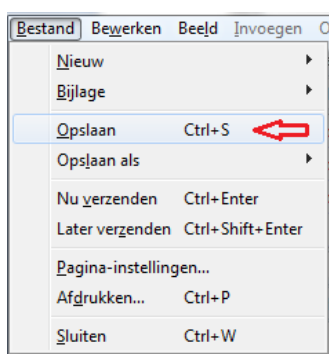 Bestand Bewerken Beeld Invoegen
Nieuw
Bijlage
Opslaan Ctrl+S
Opslaan als
Nu verzenden Ctrl+Enter
Later verzenden Ctrl+Shift+Enter
Pagina-instellingen...
Afdrukken... Ctrl+P
Sluiten Ctrl+W